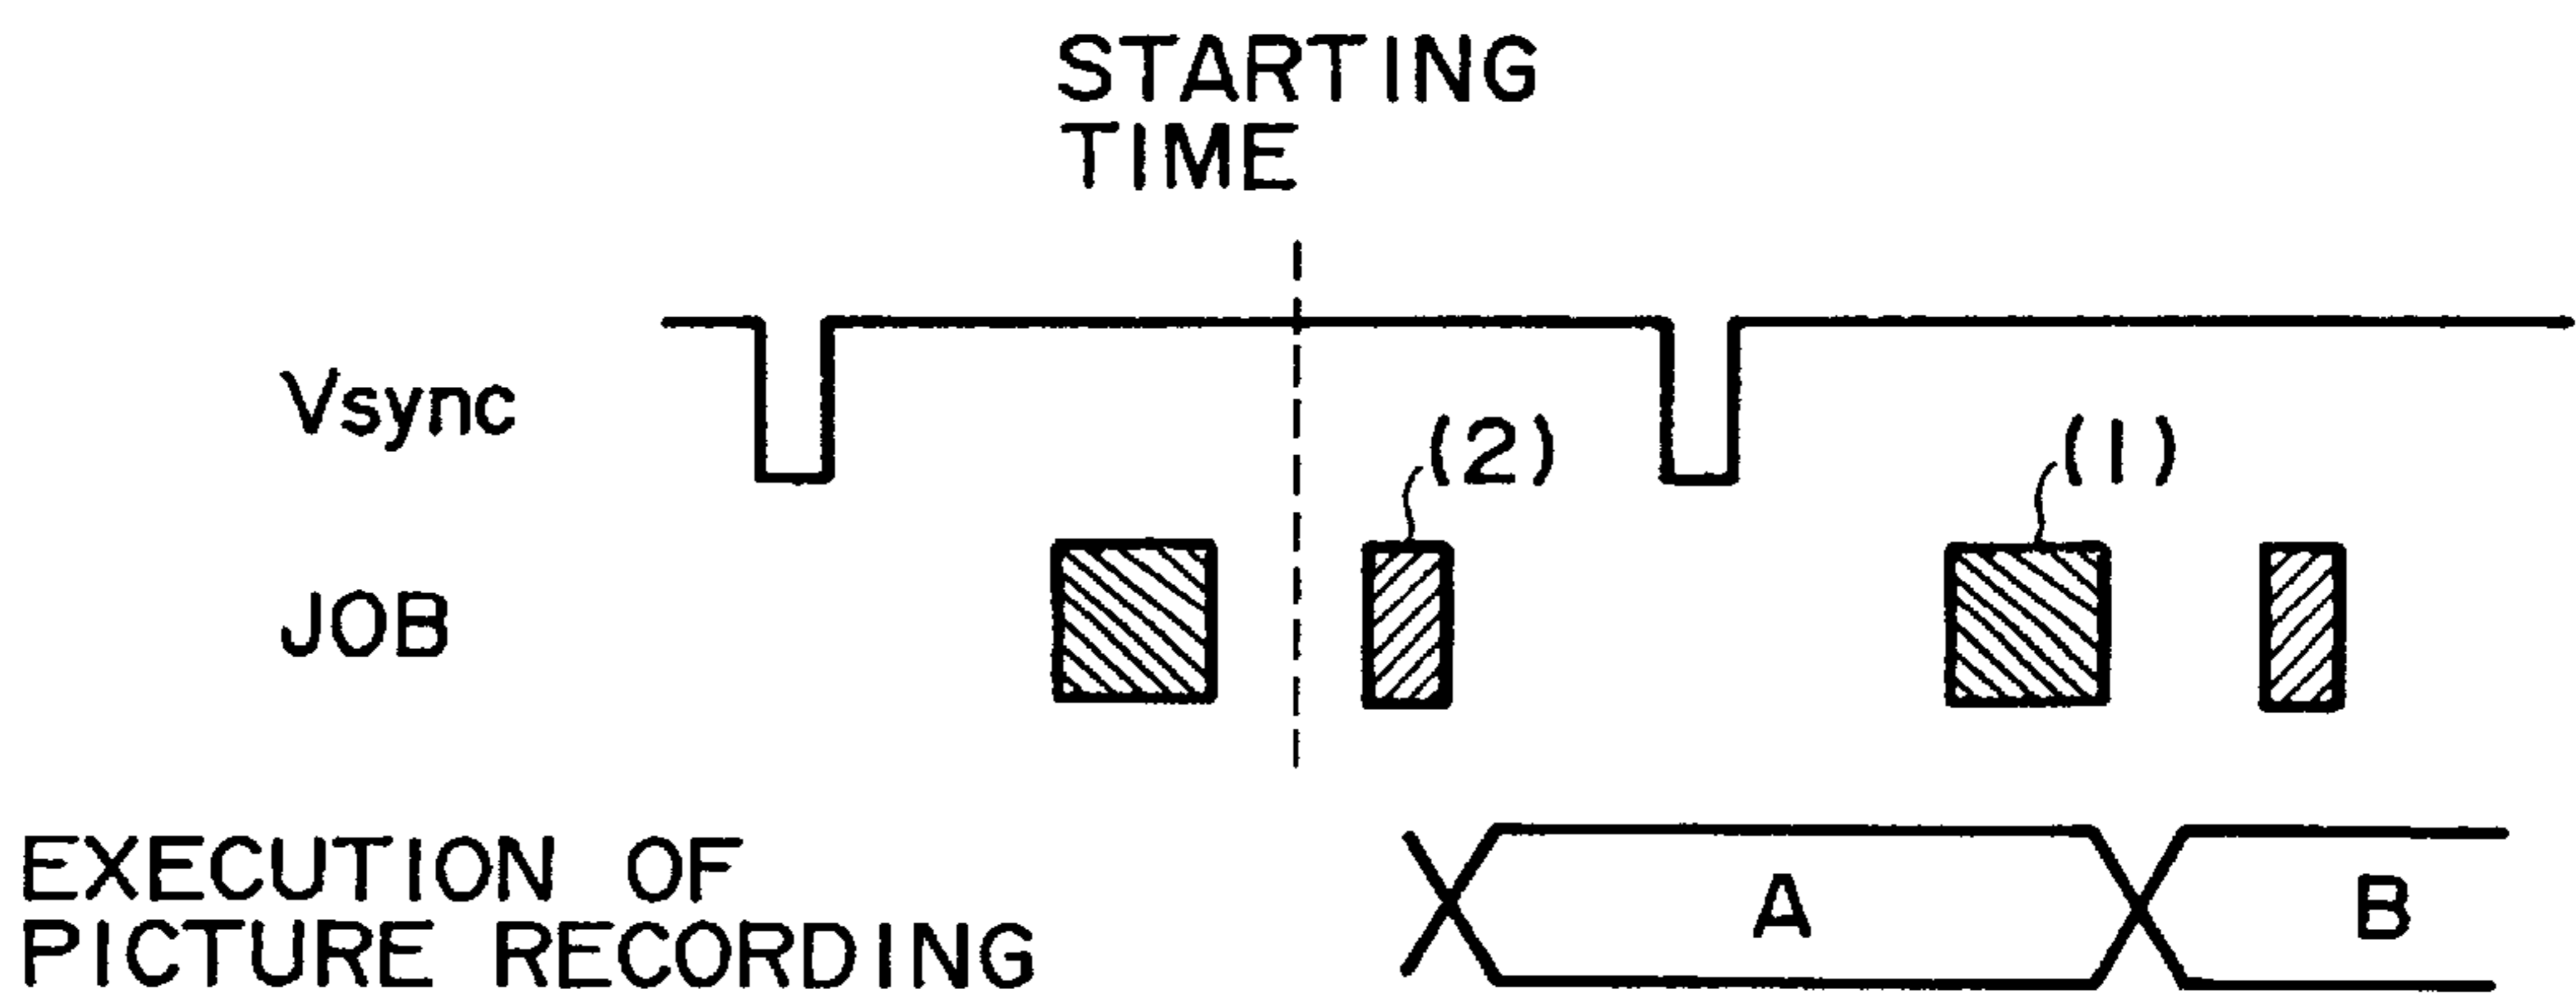 STARTING
TIME
Vsync
(2)
(1)
JOB
EXECUTION OF
PICTURE RECORDING
A
B